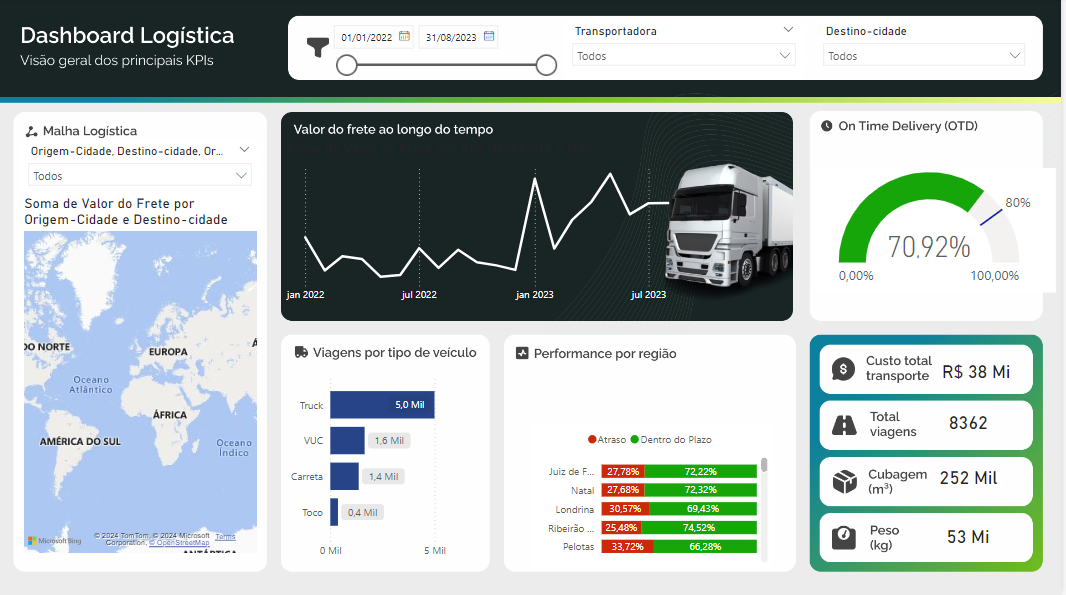 Dashboard Logística
Visão geral dos principais KPIs
01/01/2022
31/08/2023
Transportadora
Todos
Destino-cidade
Todos
Malha Logística
Origem-Cidade, Destino-cidade, Or...
Todos
Soma de Valor do Frete por
Origem-Cidade e Destino-cidade
DO NORTE
EUROPA
Oceano
Atlântico
ÁFRICA
AMÉRICA DO SUL
Oceano
Índico
Microsoft Bing
© 2024 TomTom, © 2024 Microsoft Corporation, © OpenStreetMap
Terms
ANTÁRTICA
Valor do frete ao longo do tempo
jan 2022
jul 2022
jan 2023
jul 2023
On Time Delivery (OTD)
80%
70,92%
0,00%
100,00%
Viagens por tipo de veículo
Truck
5,0 Mil
VUC
1,6 Mil
Carreta
1,4 Mil
Toco
0,4 Mil
0 Mil
5 Mil
Performance por região
Atraso
Dentro do Plazo
Juiz de F...
27,78%
72,22%
Natal
27,68%
72,32%
Londrina
30,57%
69,43%
Ribeirão ...
25,48%
74,52%
Pelotas
33,72%
66,28%
Custo total
transporte
R$ 38 Mi
Total
viagens
8362
Cubagem
(m³)
252 Mil
Peso
(kg)
53 Mi